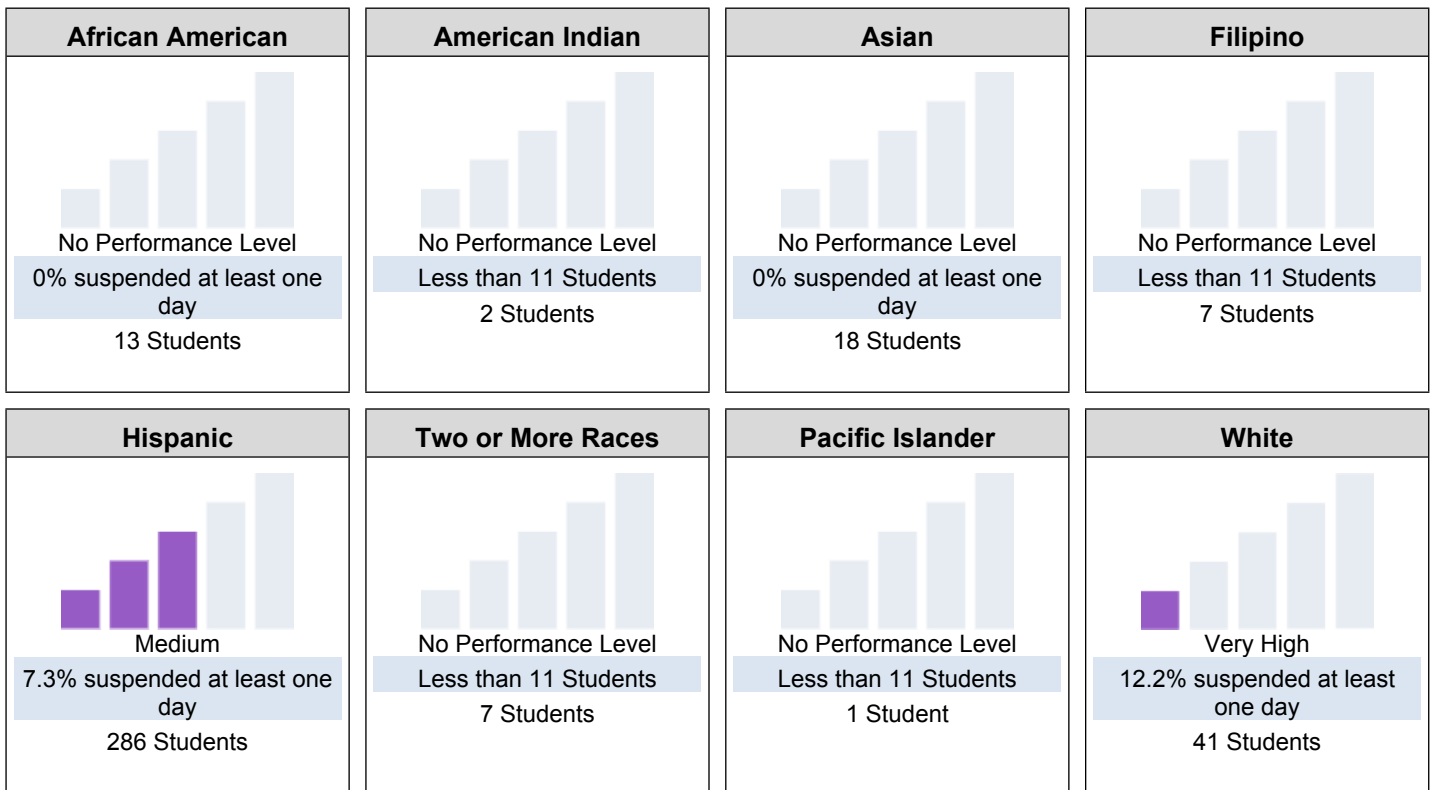 African American
No Performance Level
0% suspended at least one
day
13 Students
American Indian
No Performance Level
Less than 11 Students
2 Students
Asian
No Performance Level
0% suspended at least one
day
18 Students
Filipino
No Performance Level
Less than 11 Students
7 Students
Hispanic
Medium
7.3% suspended at least one
day
286 Students
Two or More Races
No Performance Level
Less than 11 Students
7 Students
Pacific Islander
No Performance Level
Less than 11 Students
1 Student
White
Very High
12.2% suspended at least
one day
41 Students